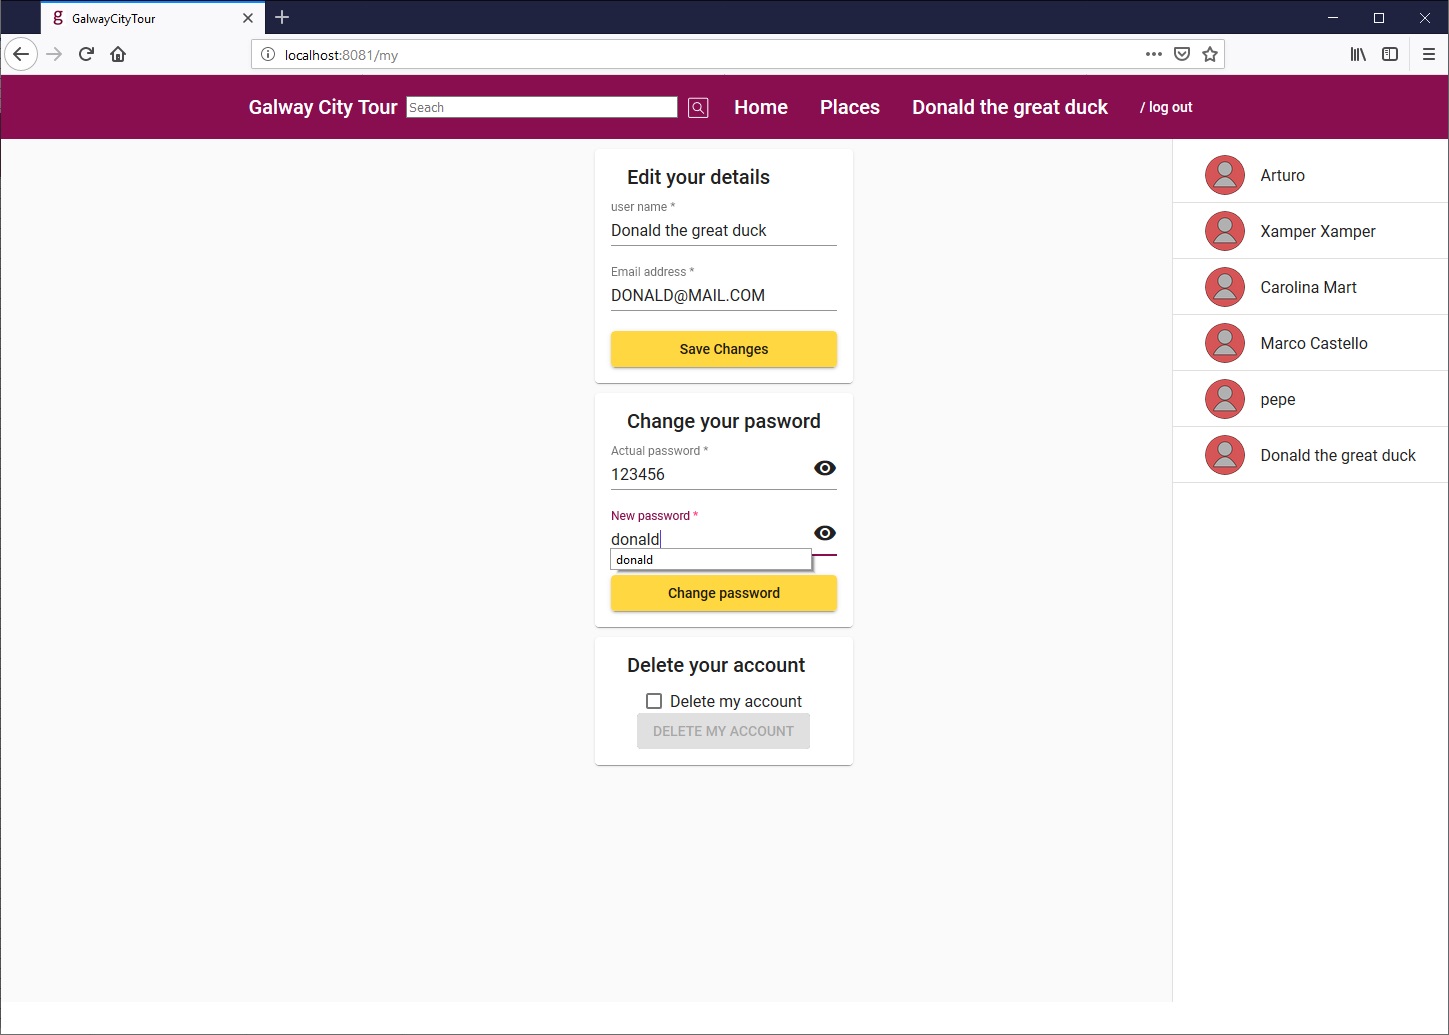 GalwayCityTour
localhost:8081/my
Galway City Tour
Seach
Home
Places
Donald the great duck
/ log out
Edit your details
user name *
Donald the great duck
Email address *
DONALD@MAIL.COM
Save Changes
Change your pasword
Actual password *
123456
New password *
donald
donald
Change password
Delete your account
Delete my account
DELETE MY ACCOUNT
Arturo
Xamper Xamper
Carolina Mart
Marco Castello
pepe
Donald the great duck